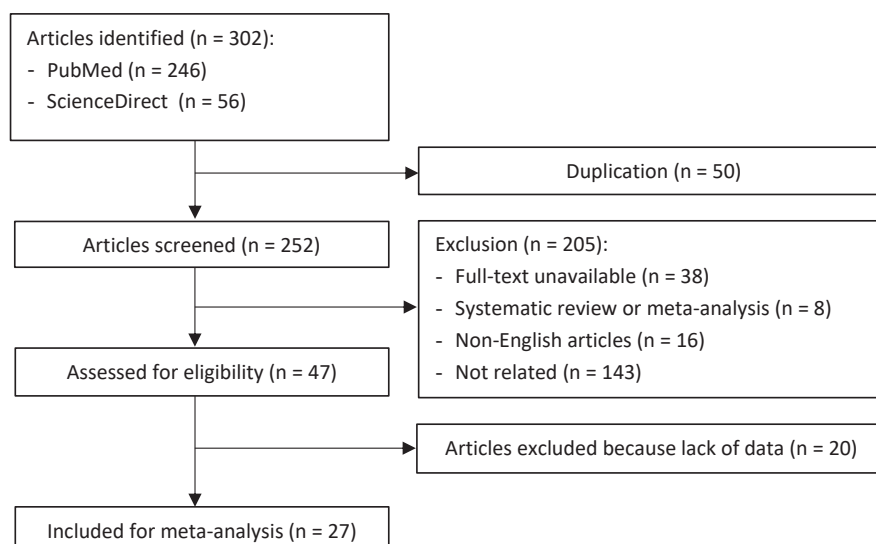 Articles identified (n = 302):
- PubMed (n = 246)
- ScienceDirect (n = 56)
Duplication (n = 50)
Articles screened (n = 252)
Exclusion (n = 205):
- Full-text unavailable (n = 38)
- Systematic review or meta-analysis (n = 8)
- Non-English articles (n = 16)
- Not related (n = 143)
Assessed for eligibility (n = 47)
Articles excluded because lack of data (n = 20)
Included for meta-analysis (n = 27)